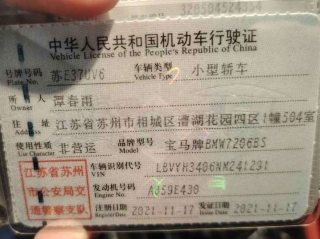 中华人民共和国机动车行驶证
Vehicle License of the People's Republic of China
号牌号码 苏E37UV6 车辆类型 小型轿车
Plate No. Vehicle Type
所有人 覃春雨
Owner
住址 江苏省苏州市相城区漕湖花园四区1幢504室
Address
使用性质 非营运 品牌型号 宝马牌BMW7206BS
Use Character Model
江苏省苏州市公安局交通警察支队
车辆识别代号 LBVYH3406NM241291
VIN
发动机号码 A059E430
Engine No.
注册日期 2021-11-17 发证日期 2021-11-17
Register Date Issue Date